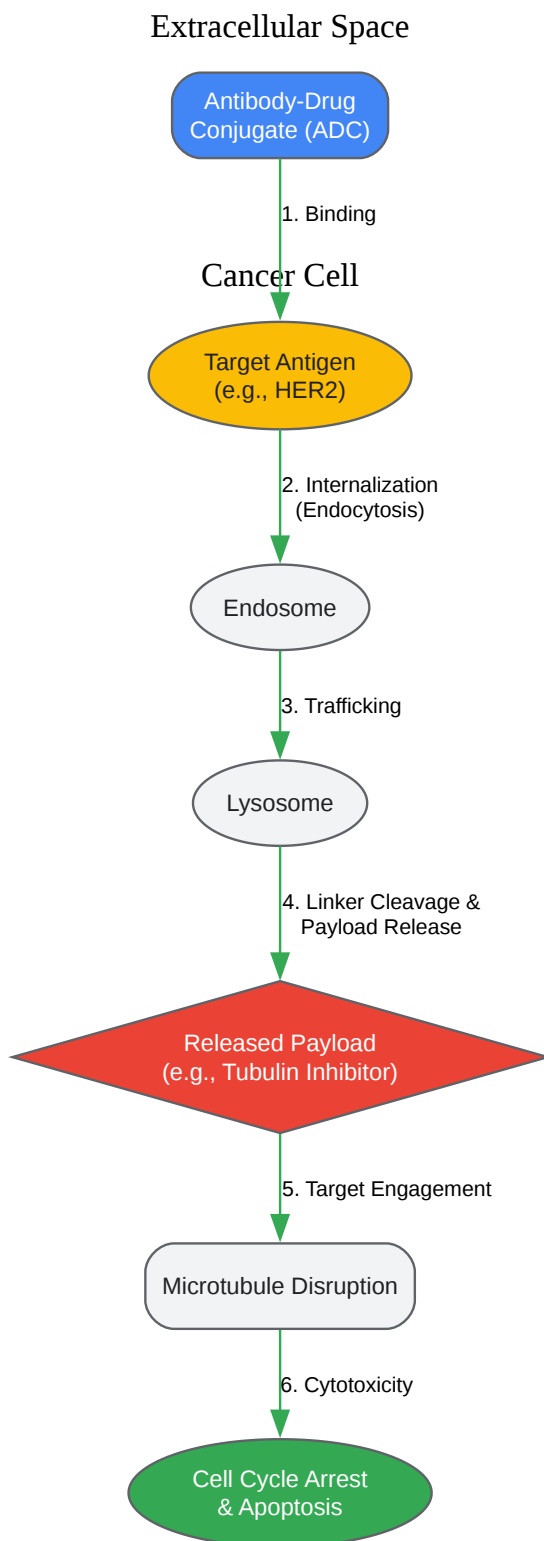 Extracellular Space
Antibody-Drug
Conjugate (ADC)
1. Binding
Cancer Cell
Target Antigen
(e.g., HER2)
2. Internalization
(Endocytosis)
Endosome
3. Trafficking
Lysosome
4. Linker Cleavage &
Payload Release
Released Payload
(e.g., Tubulin Inhibitor)
5. Target Engagement
Microtubule Disruption
6. Cytotoxicity
Cell Cycle Arrest
& Apoptosis